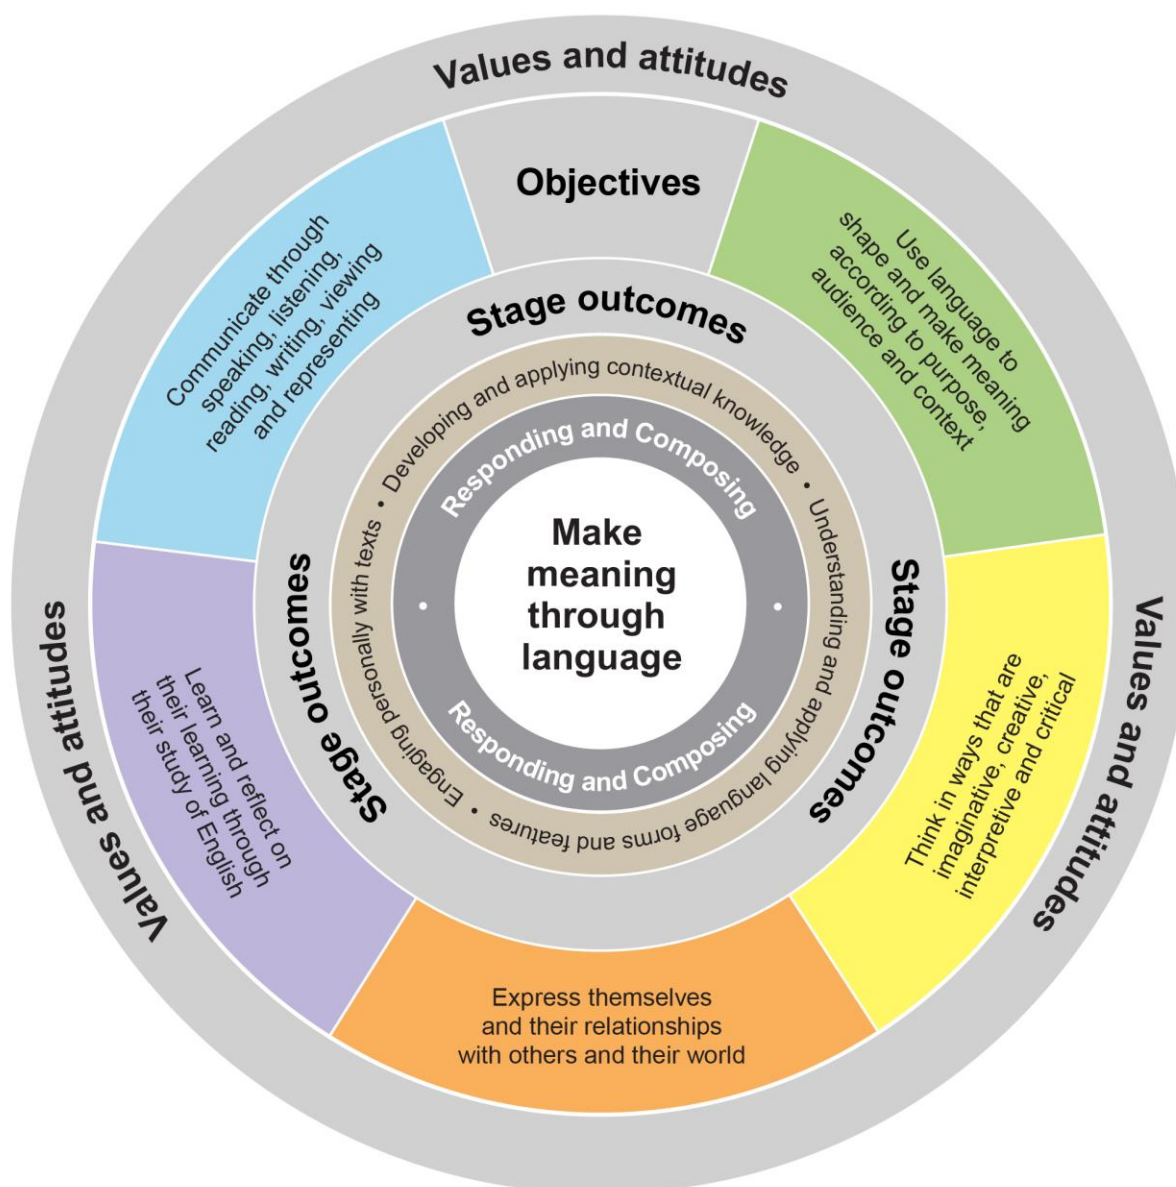 Values and attitudes
Objectives
Use language to
shape and make meaning
according to purpose,
audience and context
Think in ways that are
imaginative, creative,
interpretive and critical
Express themselves
and their relationships
with others and their world
Learn and reflect on
their learning through
their study of English
Communicate through
speaking, listening,
reading, writing, viewing
and representing
Values and attitudes
Values and attitudes
Stage outcomes
Stage outcomes
Stage outcomes
Engaging personally with texts • Developing and applying contextual knowledge • Understanding and applying language forms and features •
Responding and Composing
Responding and Composing
Make
meaning
through
language